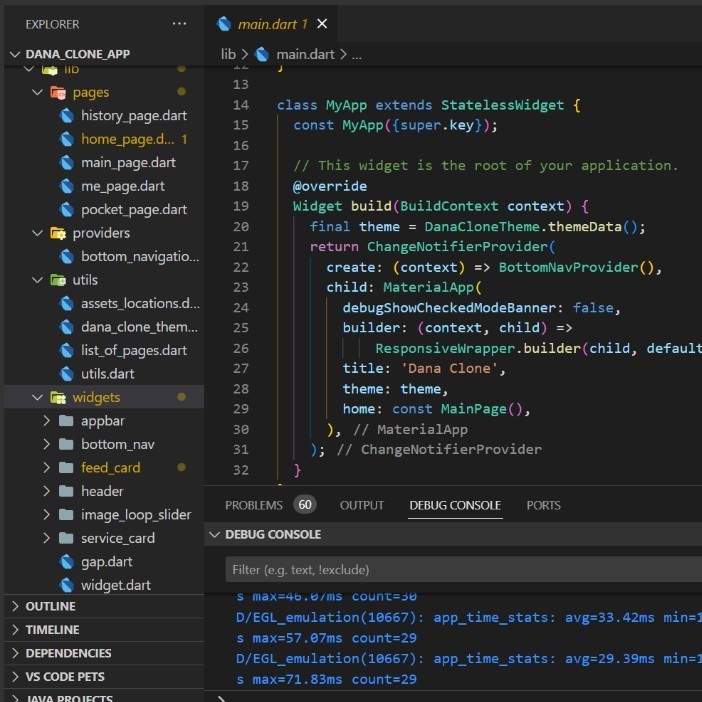 EXPLORER
DANA_CLONE_APP
lib
pages
history_page.dart
home_page.d... 1
main_page.dart
me_page.dart
pocket_page.dart
providers
bottom_navigatio...
utils
assets_locations.d...
dana_clone_them...
list_of_pages.dart
utils.dart
widgets
appbar
bottom_nav
feed_card
header
image_loop_slider
service_card
gap.dart
widget.dart
OUTLINE
TIMELINE
DEPENDENCIES
VS CODE PETS
JAVA PROJECTS
main.dart 1
lib > main.dart > ...
12 }
13
14 class MyApp extends StatelessWidget {
15 const MyApp({super.key});
16
17 // This widget is the root of your application.
18 @override
19 Widget build(BuildContext context) {
20 final theme = DanaCloneTheme.themeData();
21 return ChangeNotifierProvider(
22 create: (context) => BottomNavProvider(),
23 child: MaterialApp(
24 debugShowCheckedModeBanner: false,
25 builder: (context, child) =>
26 ResponsiveWrapper.builder(child, default
27 title: 'Dana Clone',
28 theme: theme,
29 home: const MainPage(),
30 ), // MaterialApp
31 ); // ChangeNotifierProvider
32 }
PROBLEMS 60 OUTPUT DEBUG CONSOLE PORTS
DEBUG CONSOLE
Filter (e.g. text, !exclude)
s max=46.07ms count=30
D/EGL_emulation(10667): app_time_stats: avg=33.42ms min=1
s max=57.07ms count=29
D/EGL_emulation(10667): app_time_stats: avg=29.39ms min=1
s max=71.83ms count=29